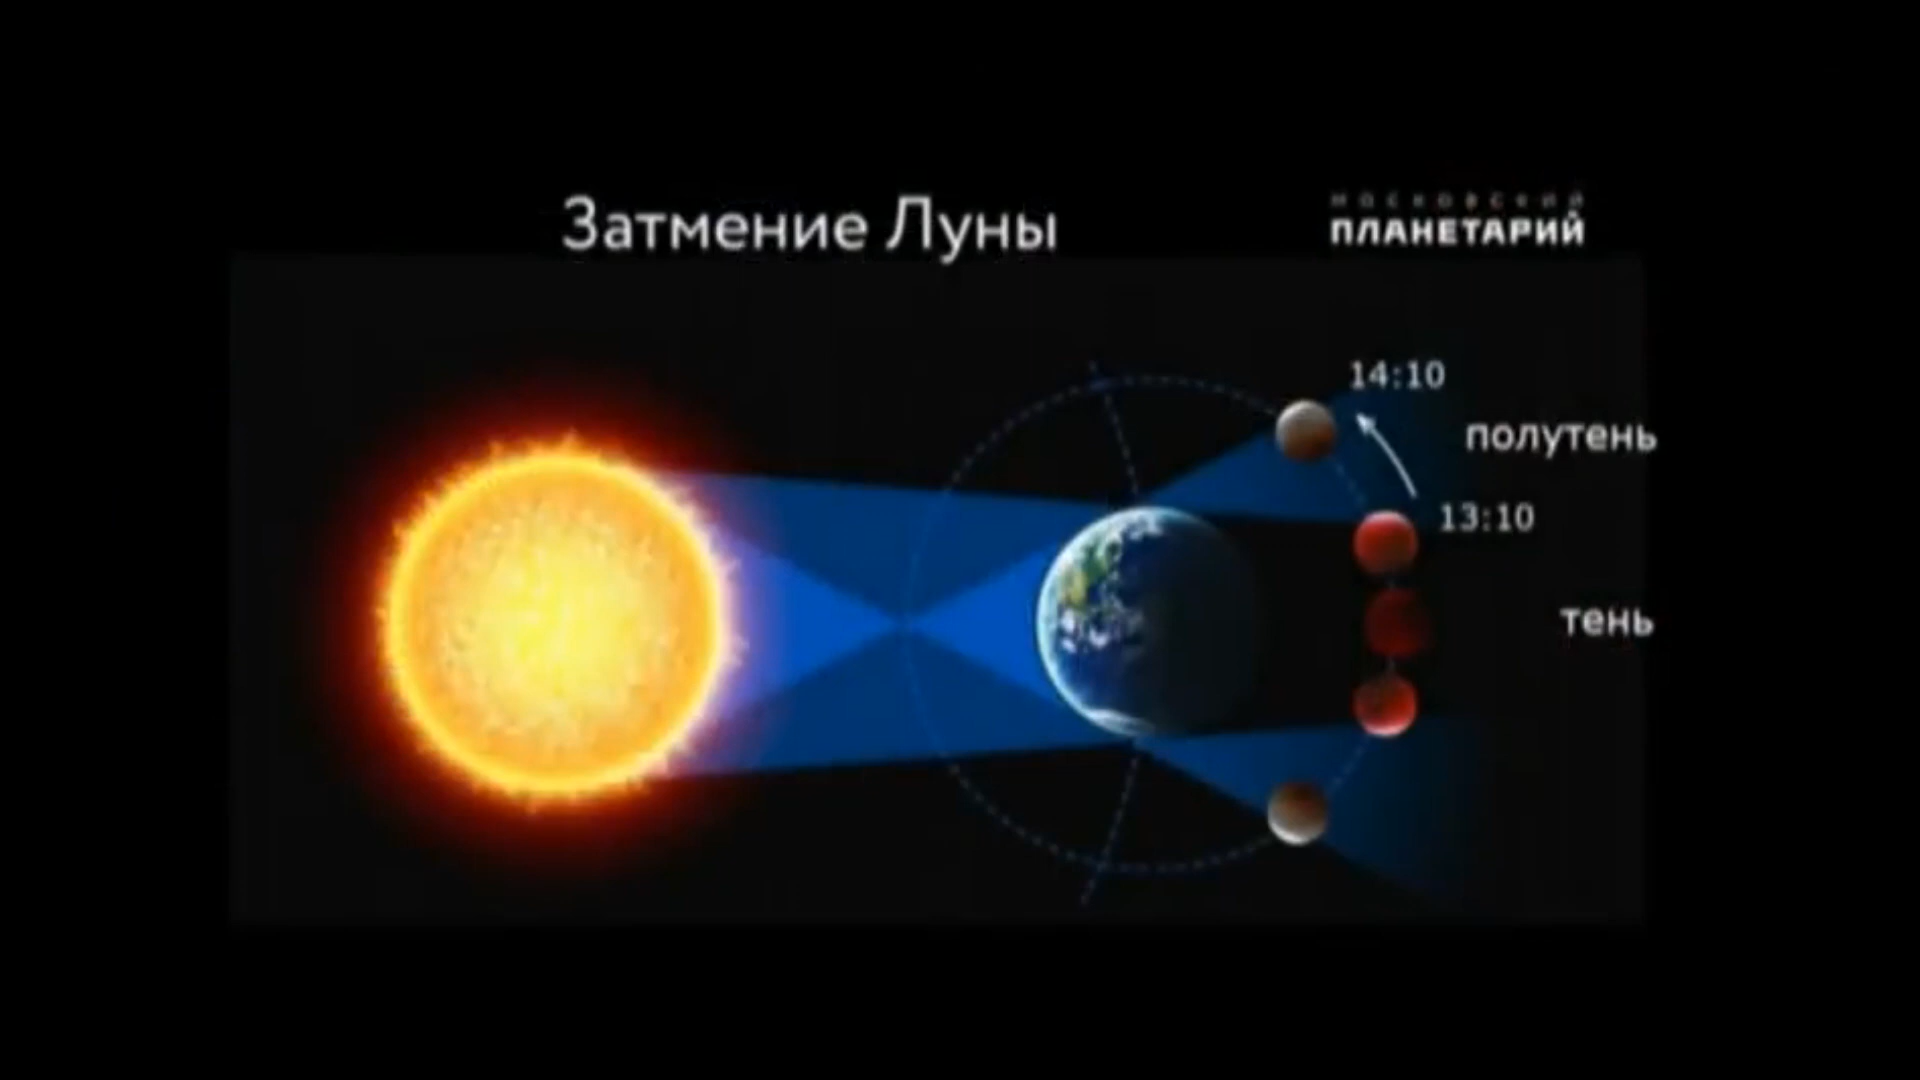 Затмение Луны
МОСКОВСКИЙ
ПЛАНЕТАРИЙ
14:10
полутень
13:10
тень